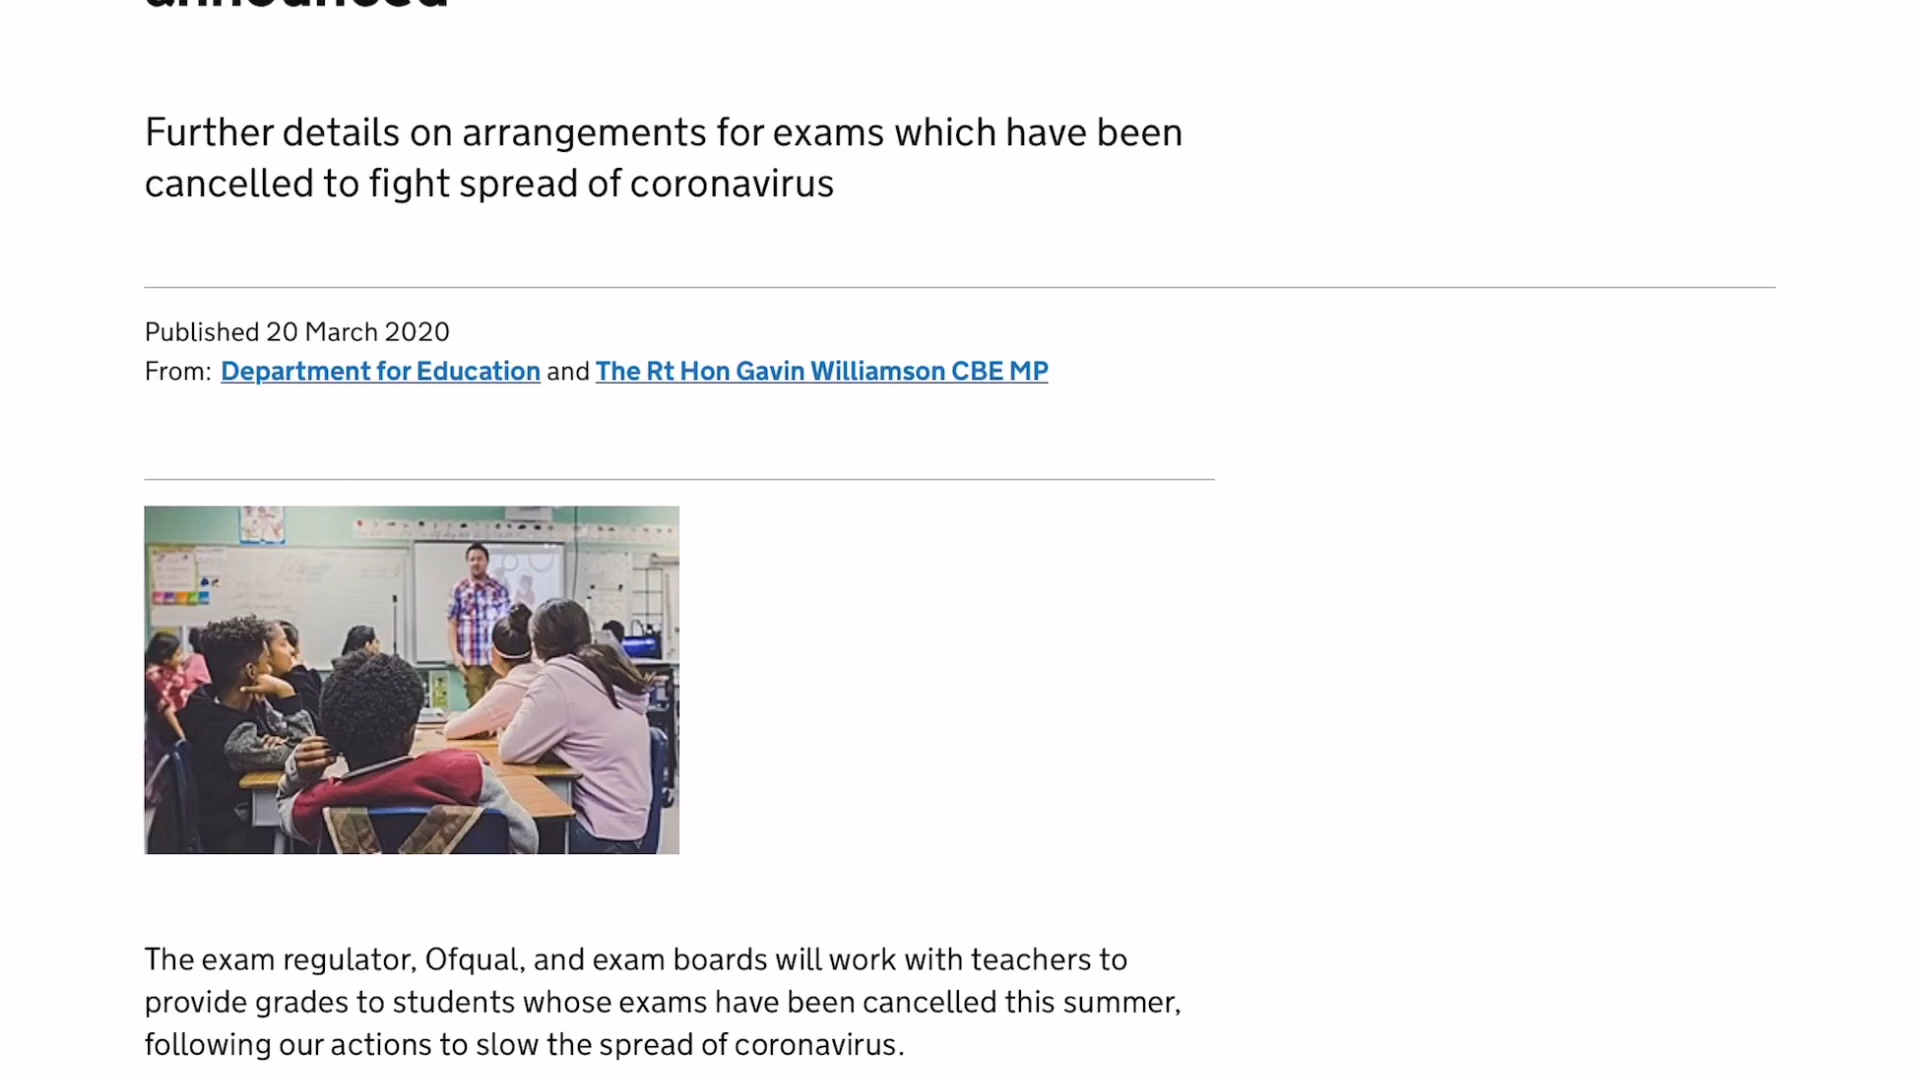 announced
Further details on arrangements for exams which have been
cancelled to fight spread of coronavirus
Published 20 March 2020
From: Department for Education and The Rt Hon Gavin Williamson CBE MP
The exam regulator, Ofqual, and exam boards will work with teachers to
provide grades to students whose exams have been cancelled this summer,
following our actions to slow the spread of coronavirus.